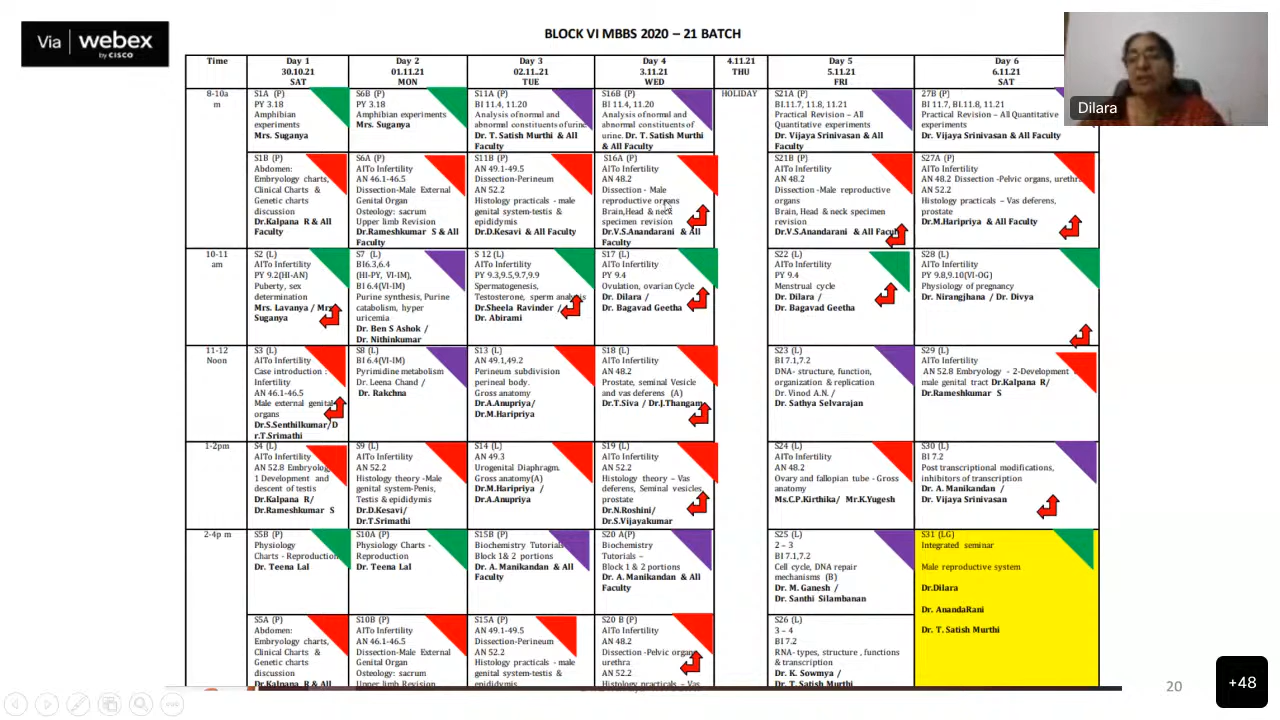 Via webex
by CISCO
BLOCK VI MBBS 2020 – 21 BATCH
Dilara
Time
Day 1
30.10.21
SAT
Day 2
01.11.21
MON
Day 3
02.11..21
TUE
Day 4
3.11.21
WED
4.11.21
THU
Day 5
5.11.21
FRI
Day 6
6.11.21
SAT
8-10a
m
S1A (P)
PY 3.18
Amphibian
experiments
Mrs. Suganya
S6B (P)
PY 3.18
Amphibian experiments
Mrs. Suganya
S11A (P)
BI 11.4, 11.20
Analysis of normal and
abnormal constituents of urine
Dr. T. Satish Murthi & All
Faculty
S16B (P)
BI 11.4, 11.20
Analysis of normal and
abnormal constituents of
urine. Dr. T. Satish Murthi
& All Faculty
HOLIDAY
S21A (P)
BI.11.7, 11.8, 11.21
Practical Revision – All
Quantitative experiments
Dr. Vijaya Srinivasan & All
Faculty
27B (P)
BI 11.7, BI.11.8, 11.21
Practical Revision – All Quantitative
experiments
Dr. Vijaya Srinivasan & All Faculty
S1B (P)
Abdomen:
Embryology charts,
Clinical Charts &
Genetic charts
discussion
Dr.Kalpana R & All
Faculty
S6A (P)
AITo Infertility
AN 46.1-46.5
Dissection-Male External
Genital Organ
Osteology: sacrum
Upper limb Revision
Dr.Rameshkumar S & All
Faculty
S11B (P)
AN 49.1-49.5
Dissection-Perineum
AN 52.2
Histology practicals - male
genital system-testis &
epididymis
Dr.D.Kesavi & All Faculty
S16A (P)
AITo Infertility
AN 48.2
Dissection - Male
reproductive organs
Brain,Head & neck
specimen revision
Dr.V.S.Anandarani & All
Faculty
S21B (P)
AITo Infertility
AN 48.2
Dissection -Male reproductive
organs
Brain, Head & neck specimen
revision
Dr.V.S.Anandarani & All Faculty
S27A (P)
AITo Infertility
AN 48.2 Dissection -Pelvic organs, urethra
AN 52.2
Histology practicals – Vas deferens,
prostate
Dr.M.Haripriya & All Faculty
10-11
am
S2 (L)
AITo Infertility
PY 9.2(HI-AN)
Puberty, sex
determination
Mrs. Lavanya / Mrs.
Suganya
S7 (L)
BI6.3,6.4
(HI-PY, VI-IM),
BI 6.4(VI-IM)
Purine synthesis, Purine
catabolism, hyper
uricemia
Dr. Ben S Ashok /
Dr. Nithinkumar
S 12 (L)
AITo Infertility
PY 9.3,9.5,9.7,9.9
Spermatogenesis,
Testosterone, sperm analysis
Dr.Sheela Ravinder /
Dr. Abirami
S17 (L)
AITo Infertility
PY 9.4
Ovulation, ovarian Cycle
Dr. Dilara /
Dr. Bagavad Geetha
S22 (L)
AITo Infertility
PY 9.4
Menstrual cycle
Dr. Dilara /
Dr. Bagavad Geetha
S28 (L)
AITo Infertility
PY 9.8,9.10(VI-OG)
Physiology of pregnancy
Dr. Nirangjhana / Dr. Divya
11-12
Noon
S3 (L)
AITo Infertility
Case introduction :
Infertility
AN 46.1-46.5
Male external genital
organs
Dr.S.Senthilkumar/D
r.T.Srimathi
S8 (L)
BI 6.4(VI-IM)
Pyrimidine metabolism
Dr. Leena Chand /
Dr. Rakchna
S13 (L)
AN 49.1,49.2
Perineum subdivision
perineal body.
Gross anatomy
Dr.A.Anupriya/
Dr.M.Haripriya
S18 (L)
AITo Infertility
AN 48.2
Prostate, seminal Vesicle
and vas deferens (A)
Dr.T.Siva / Dr.J.Thangam
S23 (L)
BI 7.1,7.2
DNA- structure, function,
organization & replication
Dr. Vinod A.N. /
Dr. Sathya Selvarajan
S29 (L)
AITo Infertility
AN 52.8 Embryology - 2-Development
male genital tract Dr.Kalpana R/
Dr.Rameshkumar S
1-2pm
S4 (L)
AITo Infertility
AN 52.8 Embryology
1 Development and
descent of testis
Dr.Kalpana R/
Dr.Rameshkumar S
S9 (L)
AITo Infertility
AN 52.2
Histology theory -Male
genital system-Penis,
Testis & epididymis
Dr.D.Kesavi/
Dr.T.Srimathi
S14 (L)
AN 49.3
Urogenital Diaphragm.
Gross anatomy(A)
Dr.M.Haripriya /
Dr.A.Anupriya
S19 (L)
AITo Infertility
AN 52.2
Histology theory – Vas
deferens, Seminal vesicles,
prostate
Dr.N.Roshini/
Dr.S.Vijayakumar
S24 (L)
AITo Infertility
AN 48.2
Ovary and fallopian tube - Gross
anatomy
Ms.C.P.Kirthika/ Mr.K.Yugesh
S30 (L)
BI 7.2
Post transcriptional modifications,
inhibitors of transcription
Dr. A. Manikandan /
Dr. Vijaya Srinivasan
2-4p m
S5B (P)
Physiology
Charts - Reproduction
Dr. Teena Lal
S10A (P)
Physiology Charts -
Reproduction
Dr. Teena Lal
S15B (P)
Biochemistry Tutorials
Block 1& 2 portions
Dr. A. Manikandan & All
Faculty
S20 A(P)
Biochemistry
Tutorials –
Block 1 & 2 portions
Dr. A. Manikandan & All
Faculty
S25 (L)
2 – 3
BI 7.1,7.2
Cell cycle, DNA repair
mechanisms (B)
Dr. M. Ganesh /
Dr. Santhi Silambanan
S31 (LG)
Integrated seminar
Male reproductive system
Dr.Dilara
Dr. AnandaRani
Dr. T. Satish Murthi
S5A (P)
Abdomen:
Embryology charts,
Clinical Charts &
Genetic charts
discussion
Dr.Kalpana R & All
S10B (P)
AITo Infertility
AN 46.1-46.5
Dissection-Male External
Genital Organ
Osteology: sacrum
Upper limb Revision
S15A (P)
AN 49.1-49.5
Dissection-Perineum
AN 52.2
Histology practicals - male
genital system-testis &
epididymis
S20 B (P)
AITo Infertility
AN 48.2
Dissection -Pelvic organs,
urethra
AN 52.2
Histology practicals – Vas
S26 (L)
3 – 4
BI 7.2
RNA- types, structure , functions
& transcription
Dr. K. Sowmya /
Dr. T. Satish Murthi
20
+48